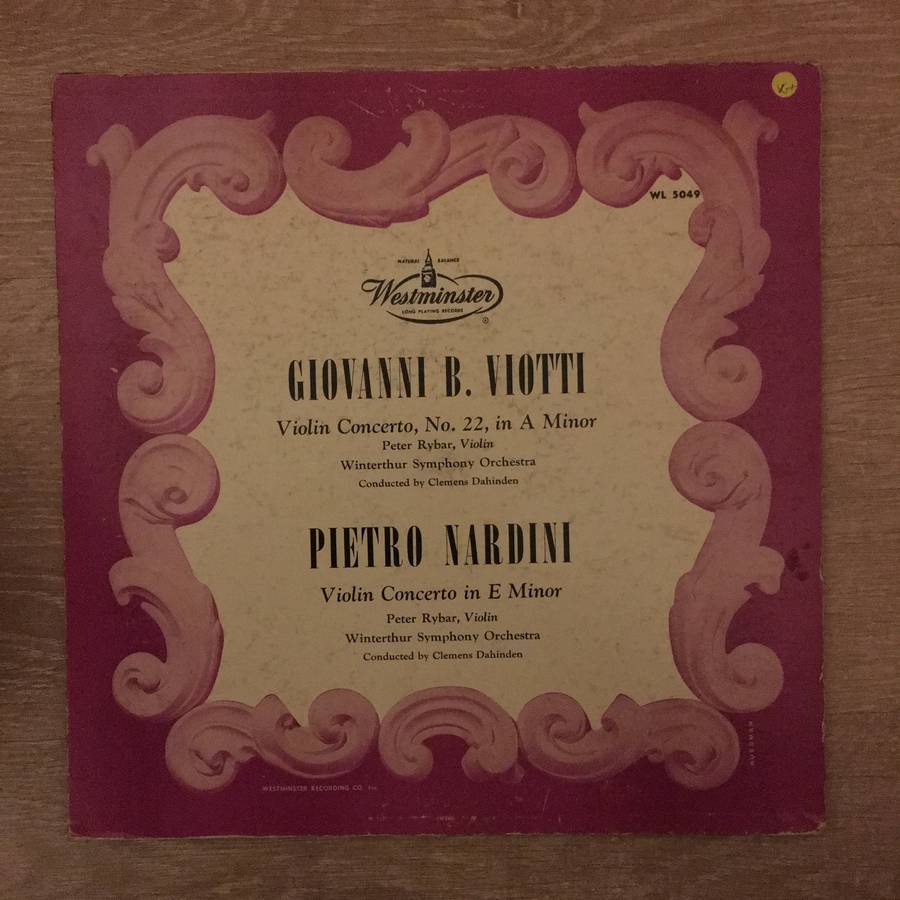 VG+
WL 5049
NATURAL BALANCE
Westminster
LONG PLAYING RECORDS
GIOVANNI B. VIOTTI
Violin Concerto, No. 22, in A Minor
Peter Rybar, Violin
Winterthur Symphony Orchestra
Conducted by Clemens Dahinden
PIETRO NARDINI
Violin Concerto in E Minor
Peter Rybar, Violin
Winterthur Symphony Orchestra
Conducted by Clemens Dahinden
WESTMINSTER RECORDING CO.